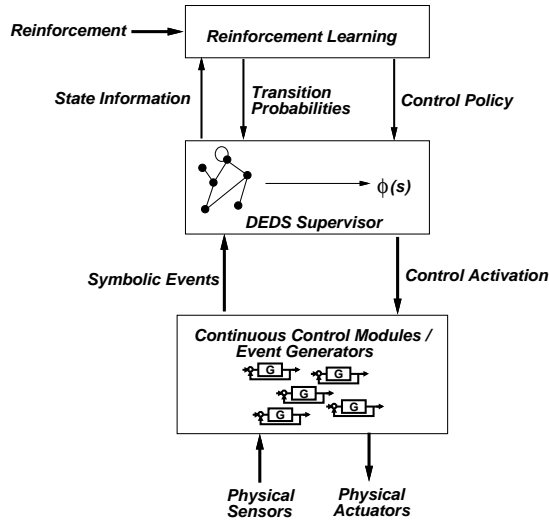 Reinforcement
Reinforcement Learning
State Information
Transition
Probabilities
Control Policy
ϕ(s)
DEDS Supervisor
Symbolic Events
Control Activation
Continuous Control Modules /
Event Generators
G
G
G
G
G
Physical
Sensors
Physical
Actuators